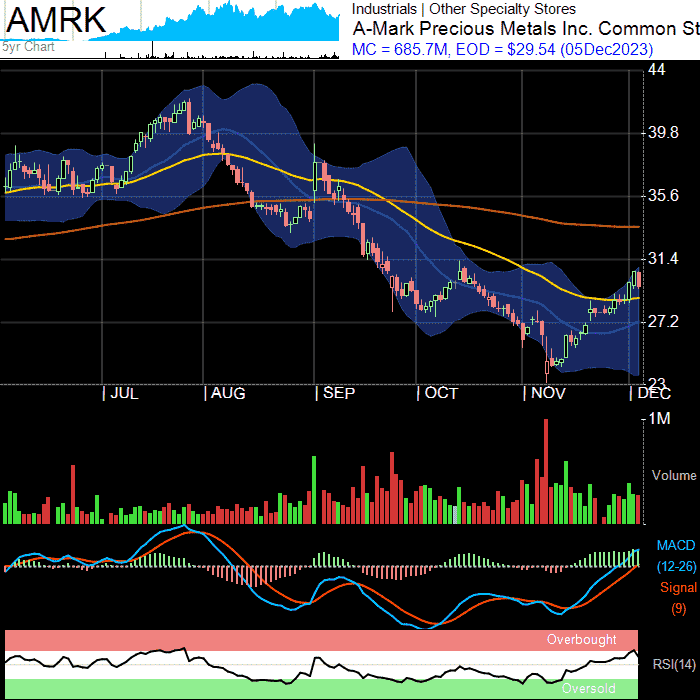 AMRK
5yr Chart
Industrials | Other Specialty Stores
A-Mark Precious Metals Inc. Common St
MC = 685.7M, EOD = $29.54 (05Dec2023)
44
39.8
35.6
31.4
27.2
23
JUL AUG SEP OCT NOV DEC
1M
Volume
MACD
(12-26)
Signal
(9)
Overbought
RSI(14)
Oversold